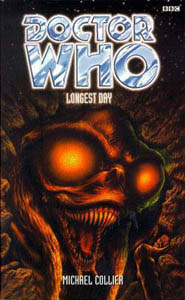 BBC
DOCTOR
WHO
LONGEST DAY
MICHAEL COLLIER